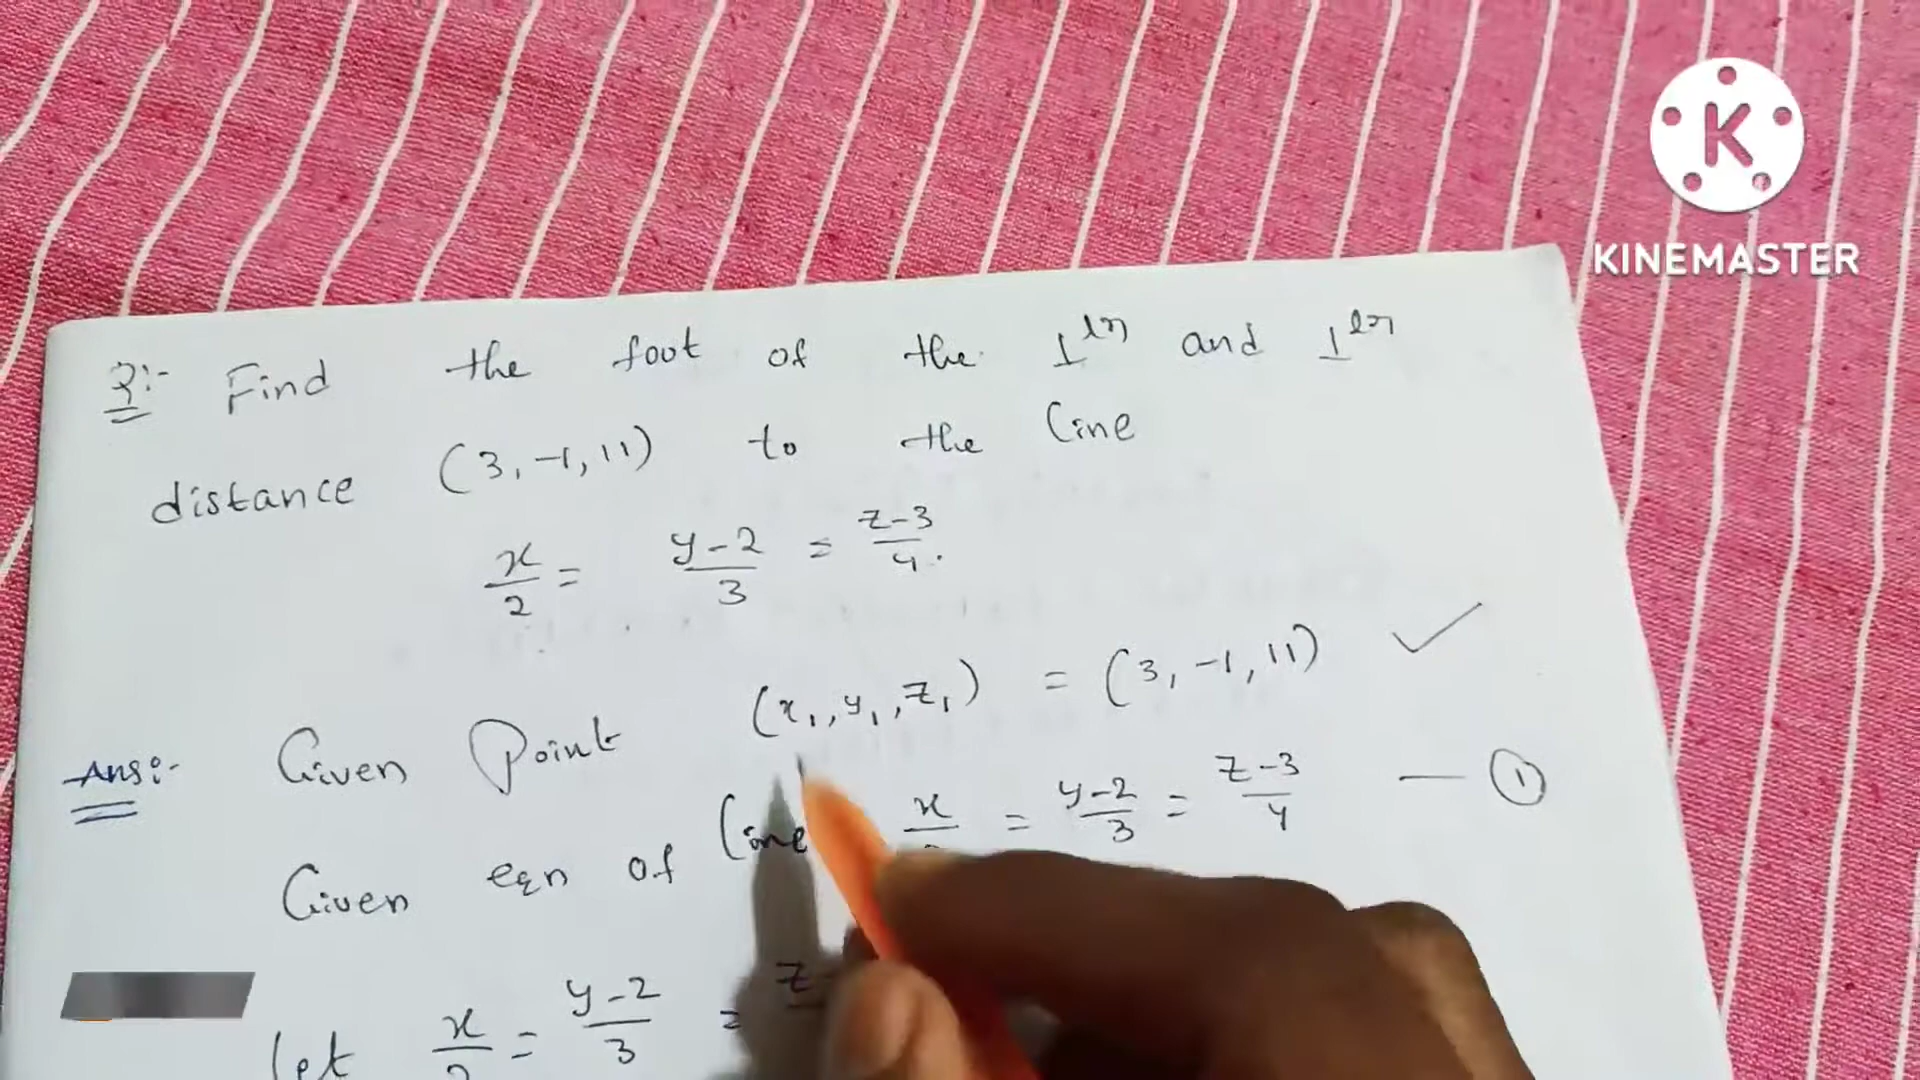 KINEMASTER
Q:- Find the foot of the ⊥lr and ⊥lr
distance (3, -1, 11) to the line
x/2 = y-2/3 = z-3/4.
Ans:- Given Point (x₁, y₁, z₁) = (3, -1, 11) ✓
Given eqn of line x = y-2/3 = z-3/4 — ①
Let x/2 = y-2/3 = z-